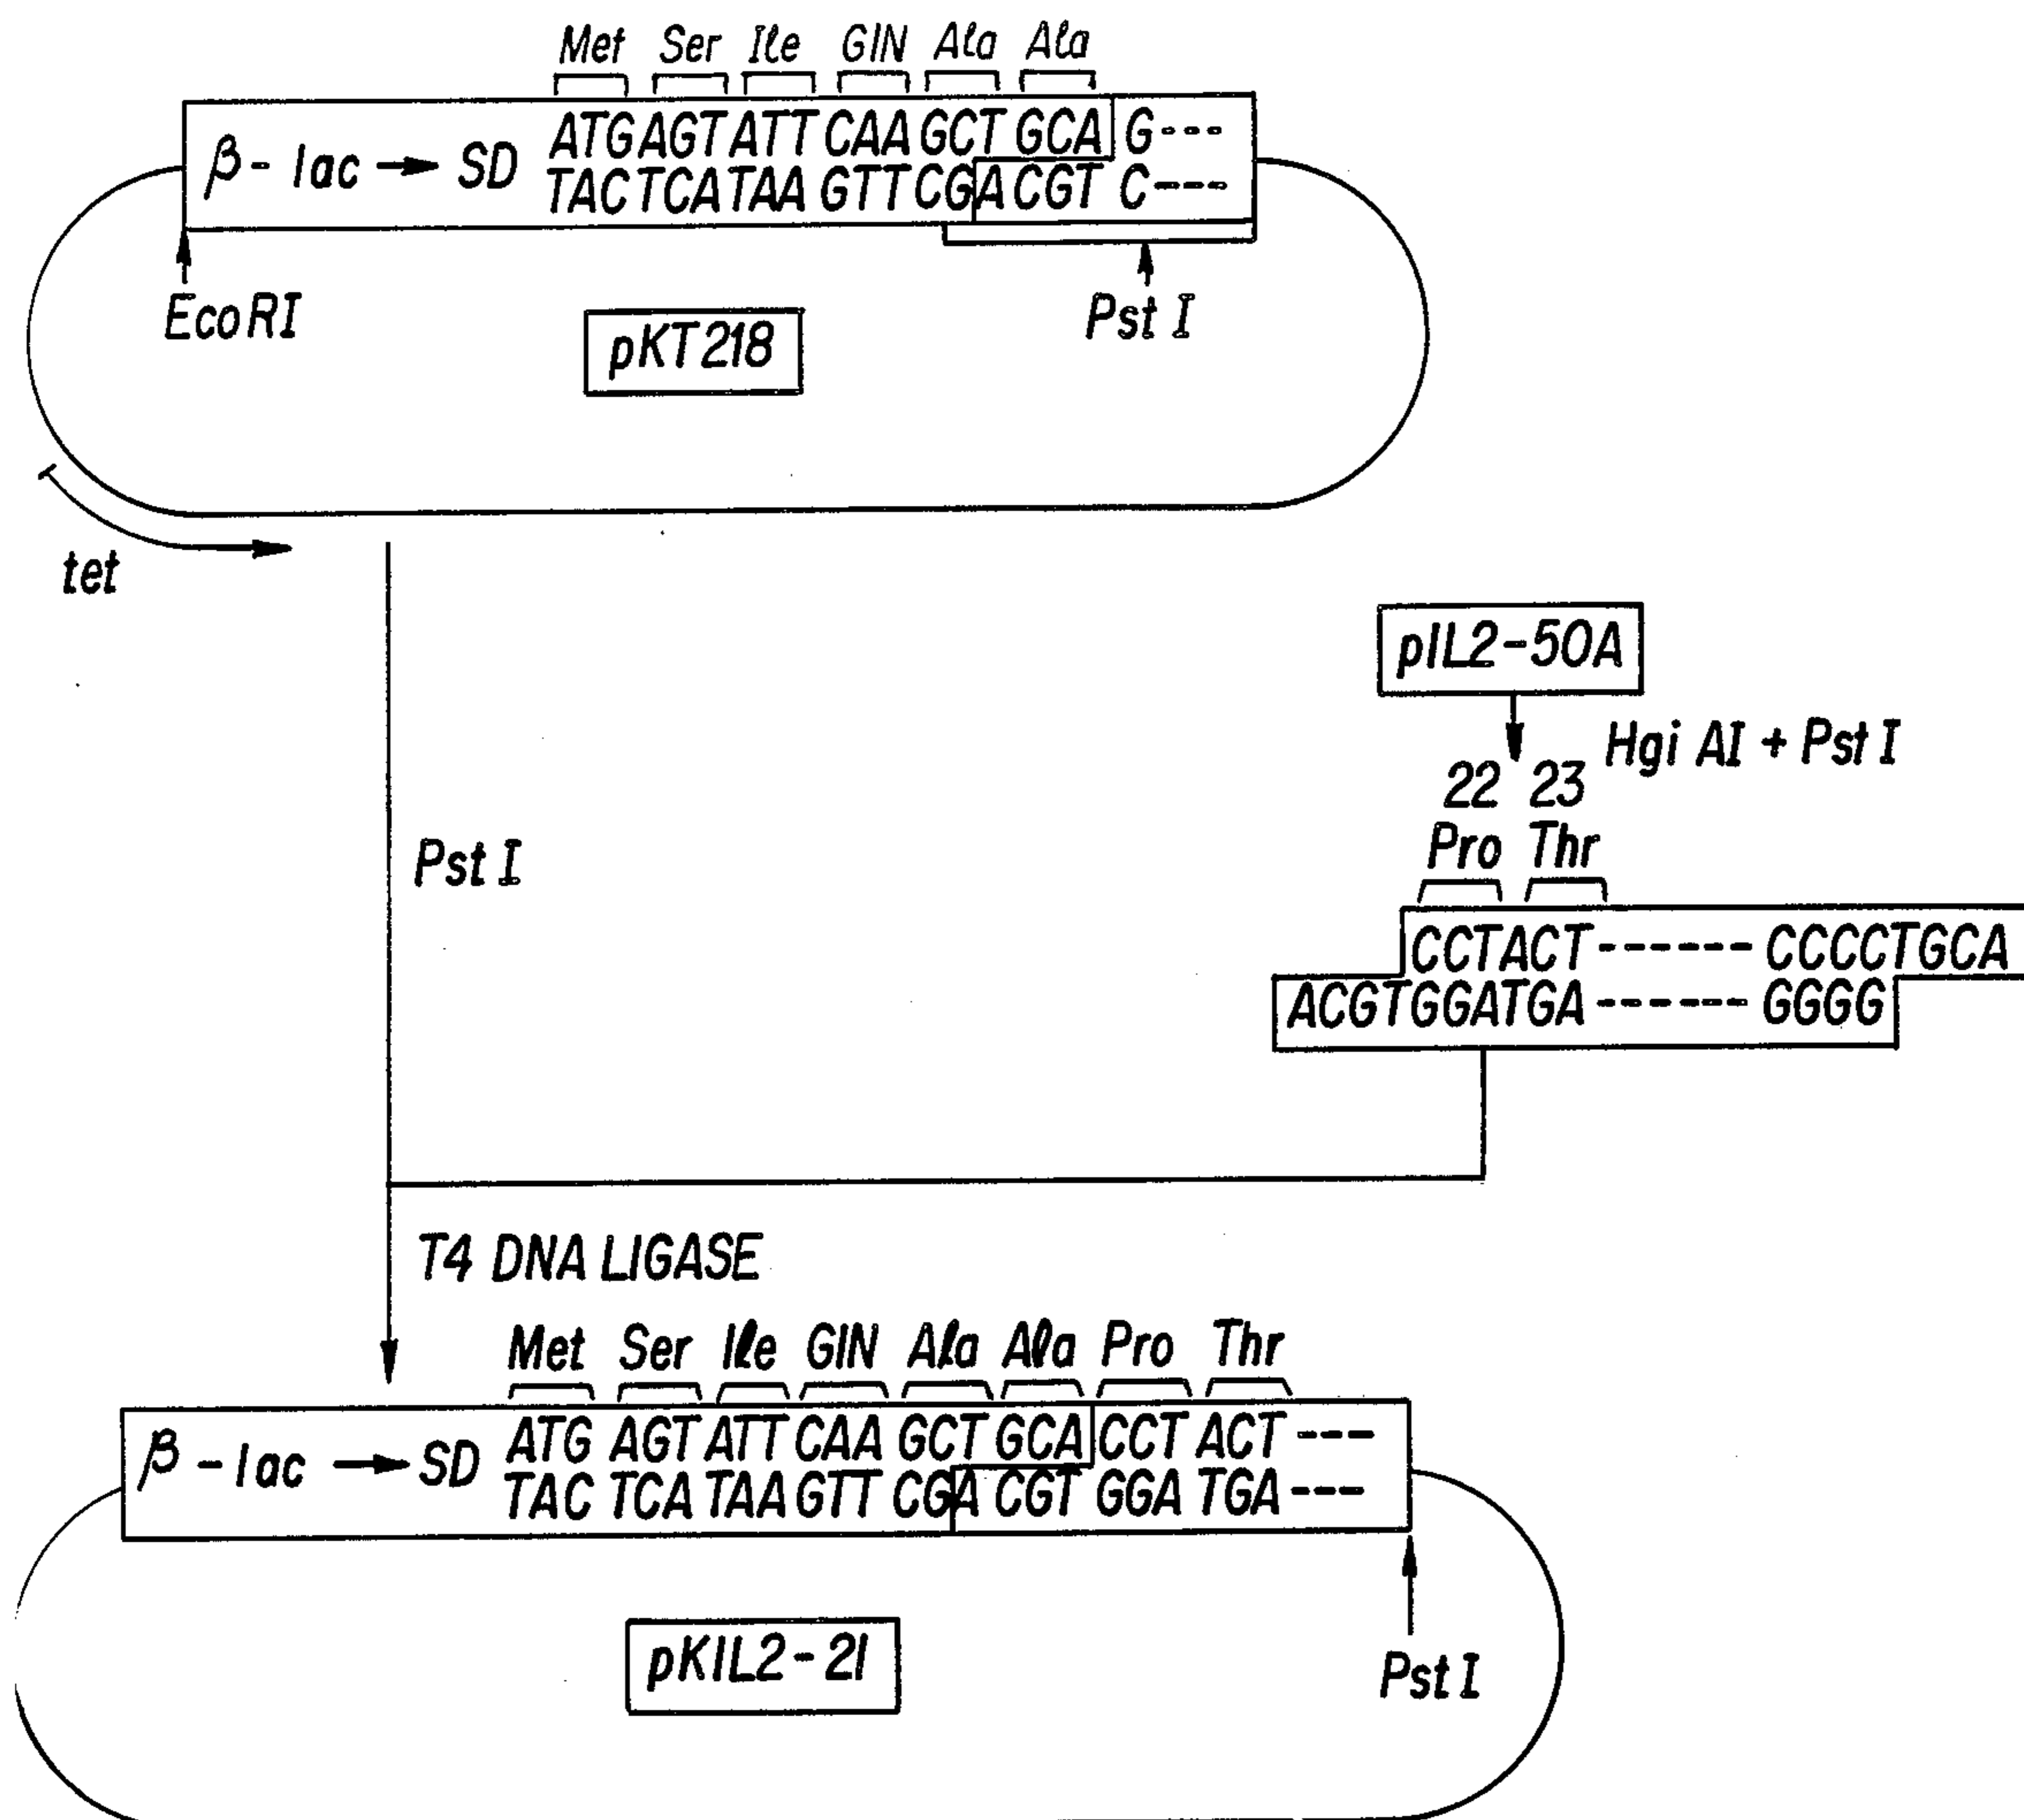 Met Ser Ile GlN Ala Ala
β- lac → SD ATG AGT ATT CAA GCT GCA G---
TAC TCA TAA GTT CGA CGT C---
EcoRI
Pst I
pKT218
tet
pIL2-50A
Hgi AI + Pst I
22 23
Pro Thr
CCTACT------CCCCTGCA
ACGTGGATGA------GGGG
Pst I
T4 DNA LIGASE
Met Ser Ile GlN Ala Ala Pro Thr
β - lac → SD ATG AGT ATT CAA GCT GCA CCT ACT---
TAC TCA TAA GTT CGA CGT GGA TGA---
pKIL2-21
Pst I